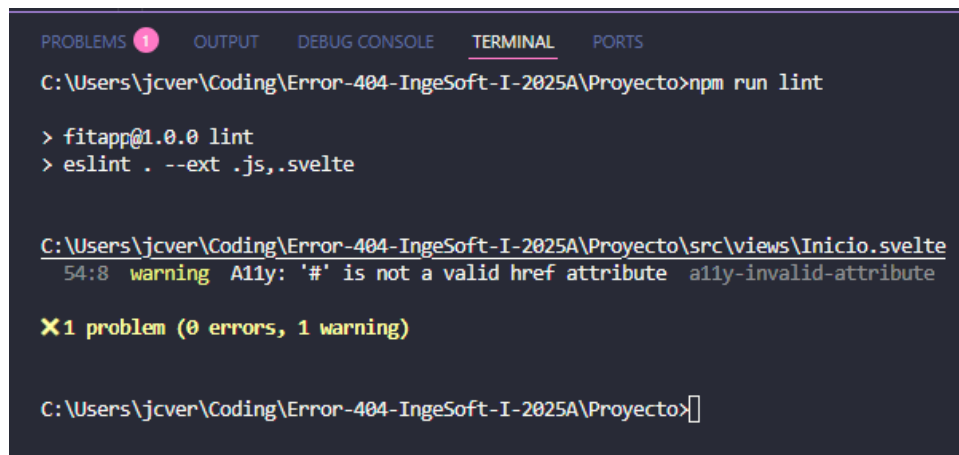 PROBLEMS 1 OUTPUT DEBUG CONSOLE TERMINAL PORTS
C:\Users\jcver\Coding\Error-404-IngeSoft-I-2025A\Proyecto>npm run lint
> fitapp@1.0.0 lint
> eslint . --ext .js,.svelte
C:\Users\jcver\Coding\Error-404-IngeSoft-I-2025A\Proyecto\src\views\Inicio.svelte
54:8 warning A11y: '#' is not a valid href attribute a11y-invalid-attribute
✕1 problem (0 errors, 1 warning)
C:\Users\jcver\Coding\Error-404-IngeSoft-I-2025A\Proyecto>